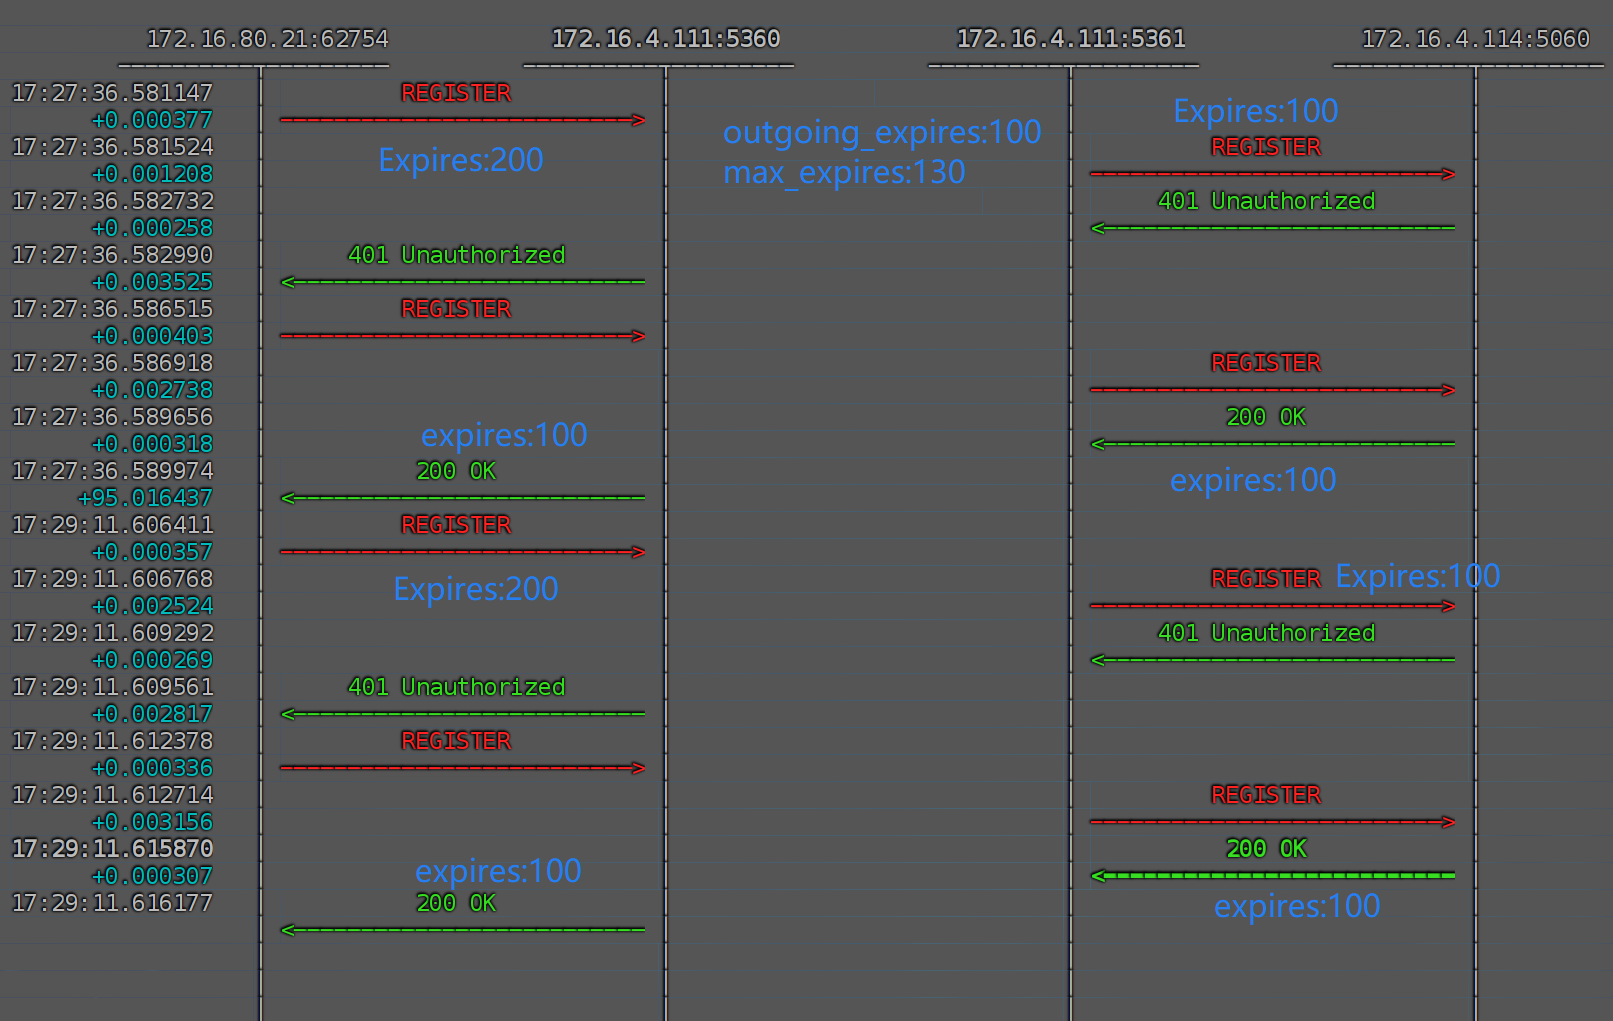 172.16.80.21:62754 172.16.4.111:5360 172.16.4.111:5361 172.16.4.114:5060
17:27:36.581147 REGISTER
Expires:100
+0.000377
outgoing_expires:100
17:27:36.581524 REGISTER
Expires:200
max_expires:130
+0.001208
17:27:36.582732 401 Unauthorized
+0.000258
17:27:36.582990 401 Unauthorized
+0.003525
17:27:36.586515 REGISTER
+0.000403
17:27:36.586918 REGISTER
+0.002738
17:27:36.589656 200 OK
expires:100
+0.000318
17:27:36.589974 200 OK
expires:100
+95.016437
17:29:11.606411 REGISTER
+0.000357
17:29:11.606768 REGISTER Expires:100
Expires:200
+0.002524
17:29:11.609292 401 Unauthorized
+0.000269
17:29:11.609561 401 Unauthorized
+0.002817
17:29:11.612378 REGISTER
+0.000336
17:29:11.612714 REGISTER
+0.003156
17:29:11.615870 200 OK
expires:100
+0.000307
17:29:11.616177 200 OK
expires:100